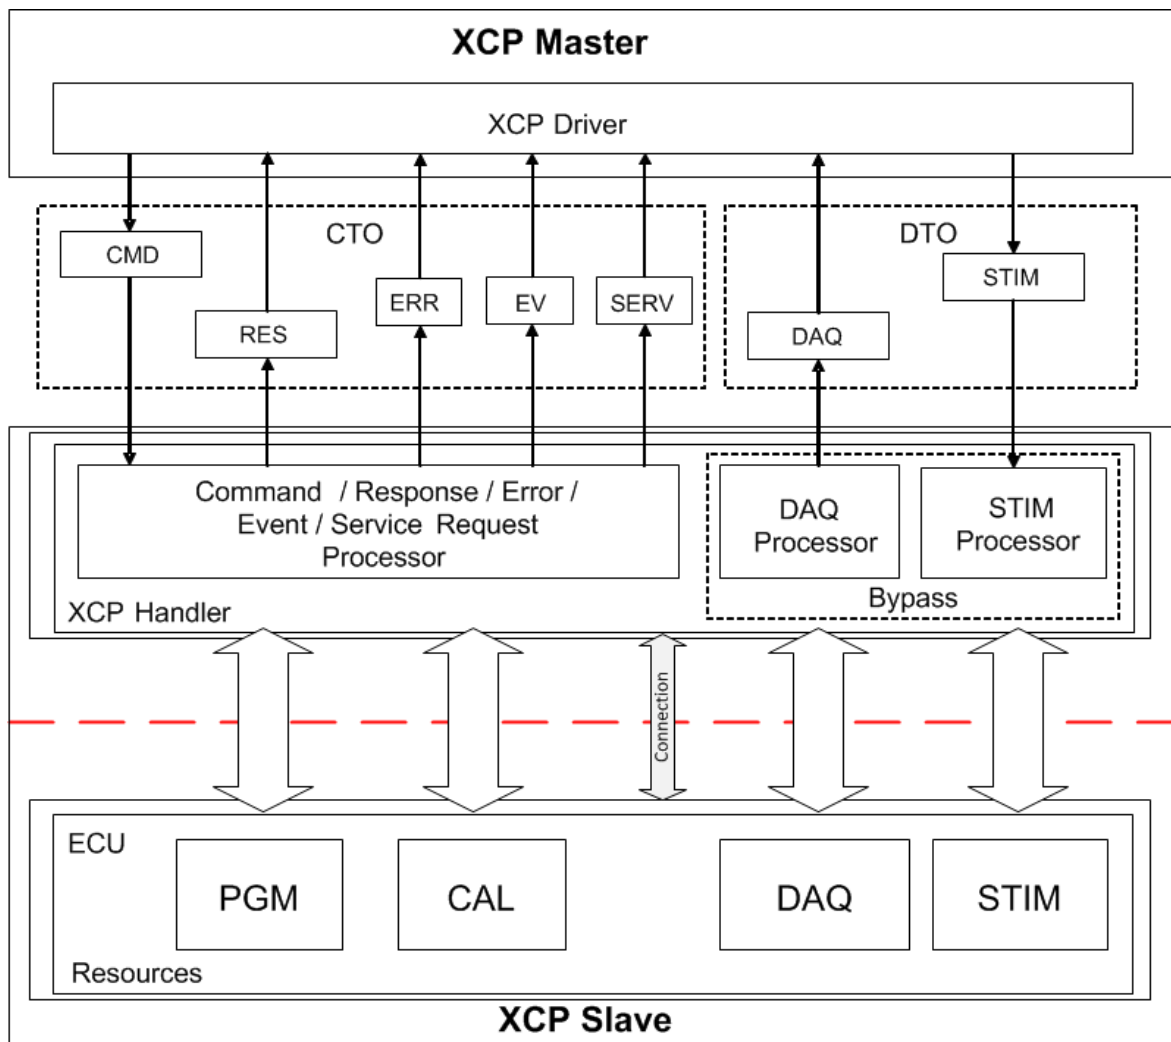 XCP Master
XCP Driver
CTO
DTO
CMD
STIM
ERR
EV
SERV
RES
DAQ
Command / Response / Error /
Event / Service Request
Processor
DAQ
Processor
STIM
Processor
Bypass
XCP Handler
Connection
ECU
PGM
CAL
DAQ
STIM
Resources
XCP Slave